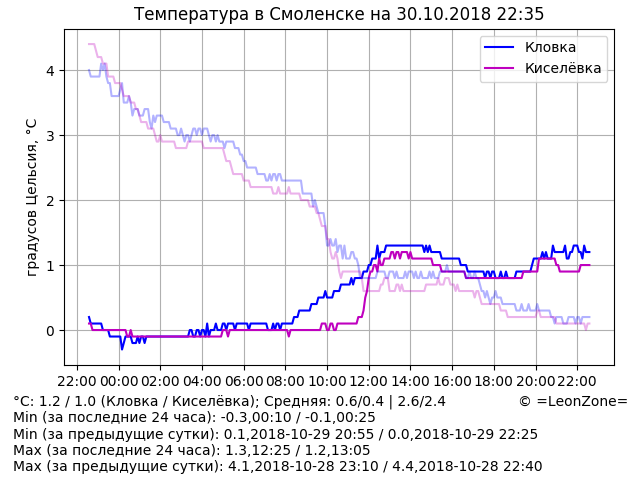 Температура в Смоленске на 30.10.2018 22:35
Кловка
Киселёвка
градусов Цельсия, °C
4
3
2
1
0
22:00 00:00 02:00 04:00 06:00 08:00 10:00 12:00 14:00 16:00 18:00 20:00 22:00
°C: 1.2 / 1.0 (Кловка / Киселёвка); Средняя: 0.6/0.4 | 2.6/2.4 © =LeonZone=
Min (за последние 24 часа): -0.3,00:10 / -0.1,00:25
Min (за предыдущие сутки): 0.1,2018-10-29 20:55 / 0.0,2018-10-29 22:25
Max (за последние 24 часа): 1.3,12:25 / 1.2,13:05
Max (за предыдущие сутки): 4.1,2018-10-28 23:10 / 4.4,2018-10-28 22:40